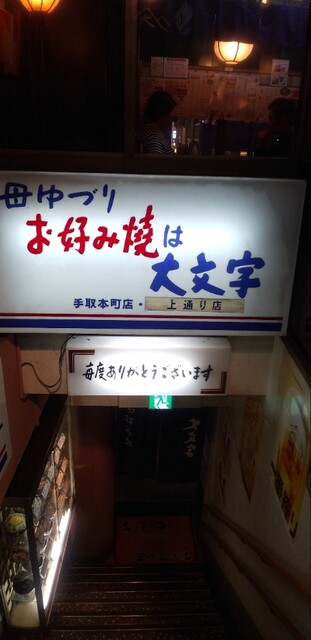 母ゆづり
お好み焼は
大文字
手取本町店・上通り店
毎度ありがとうございます